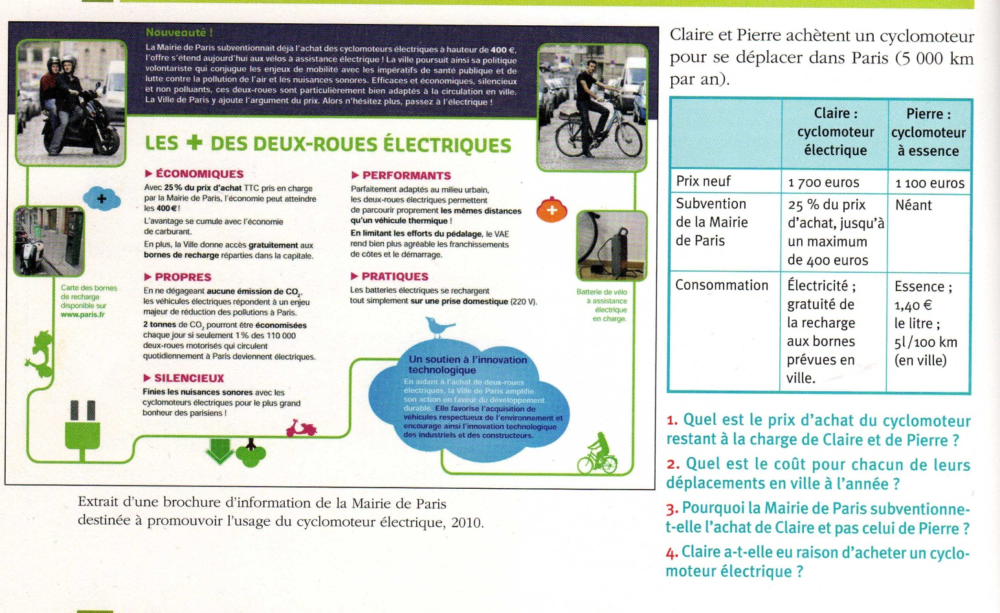 Nouveauté !
La Mairie de Paris subventionnait déjà l'achat des cyclomoteurs électriques à hauteur de 400 €,
l'offre s'étend aujourd'hui aux vélos à assistance électrique ! La ville poursuit ainsi sa politique
volontariste qui conjugue les enjeux de mobilité avec les impératifs de santé publique et de
lutte contre la pollution de l'air et les nuisances sonores. Efficaces et économiques, silencieux
et non polluants, ces deux-roues sont particulièrement bien adaptés à la circulation en ville.
La Ville de Paris y ajoute l'argument du prix. Alors n'hésitez plus, passez à l'électrique !
LES + DES DEUX-ROUES ÉLECTRIQUES
ÉCONOMIQUES
Avec 25 % du prix d'achat TTC pris en charge
par la Mairie de Paris, l'économie peut atteindre
les 400 € !
L'avantage se cumule avec l'économie
de carburant.
En plus, la Ville donne accès gratuitement aux
bornes de recharge réparties dans la capitale.
PROPRES
En ne dégageant aucune émission de CO2,
les véhicules électriques répondent à un enjeu
majeur de réduction des pollutions à Paris.
2 tonnes de CO2 pourront être économisées
chaque jour si seulement 1 % des 110 000
deux-roues motorisés qui circulent
quotidiennement à Paris deviennent électriques.
SILENCIEUX
Finies les nuisances sonores avec les
cyclomoteurs électriques pour le plus grand
bonheur des parisiens !
PERFORMANTS
Parfaitement adaptés au milieu urbain,
les deux-roues électriques permettent
de parcourir proprement les mêmes distances
qu'un véhicule thermique !
En limitant les efforts du pédalage, le VAE
rend bien plus agréable les franchissements
de côtes et le démarrage.
PRATIQUES
Les batteries électriques se rechargent
tout simplement sur une prise domestique (220 V).
Carte des bornes
de recharge
disponible sur
www.paris.fr
Batterie de vélo
à assistance
électrique
en charge.
Un soutien à l'innovation
technologique
En aidant à l'achat de deux-roues
électriques, la Ville de Paris amplifie
son action en faveur du développement
durable. Elle favorise l'acquisition de
véhicules respectueux de l'environnement et
encourage ainsi l'innovation technologique
des industriels et des constructeurs.
Extrait d'une brochure d'information de la Mairie de Paris
destinée à promouvoir l'usage du cyclomoteur électrique, 2010.
Claire et Pierre achètent un cyclomoteur
pour se déplacer dans Paris (5 000 km
par an).
Claire :
cyclomoteur
électrique
Pierre :
cyclomoteur
à essence
Prix neuf
1 700 euros
1 100 euros
Subvention
de la Mairie
de Paris
25 % du prix
d'achat, jusqu'à
un maximum
de 400 euros
Néant
Consommation
Électricité ;
gratuité de
la recharge
aux bornes
prévues en
ville.
Essence ;
1,40 €
le litre ;
5l/100 km
(en ville)
1. Quel est le prix d'achat du cyclomoteur
restant à la charge de Claire et de Pierre ?
2. Quel est le coût pour chacun de leurs
déplacements en ville à l'année ?
3. Pourquoi la Mairie de Paris subventionne-
t-elle l'achat de Claire et pas celui de Pierre ?
4. Claire a-t-elle eu raison d'acheter un cyclo-
moteur électrique ?